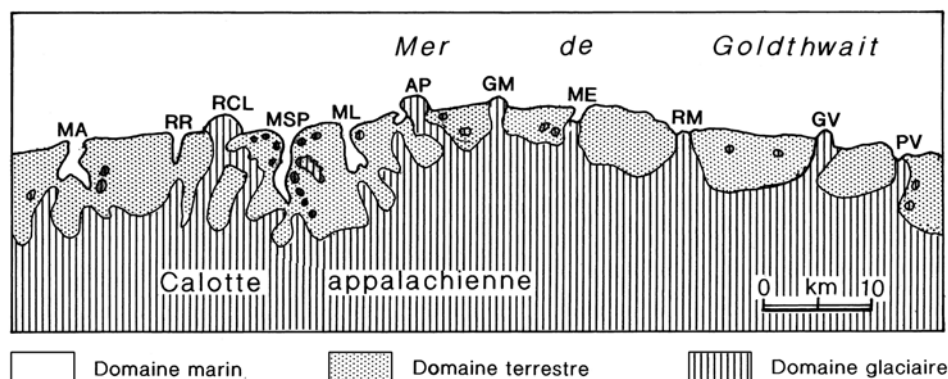 Mer de Goldthwait
MA RR RCL MSP ML AP GM ME RM GV PV
Calotte appalachienne
0 km 10
Domaine marin
Domaine terrestre
Domaine glaciaire